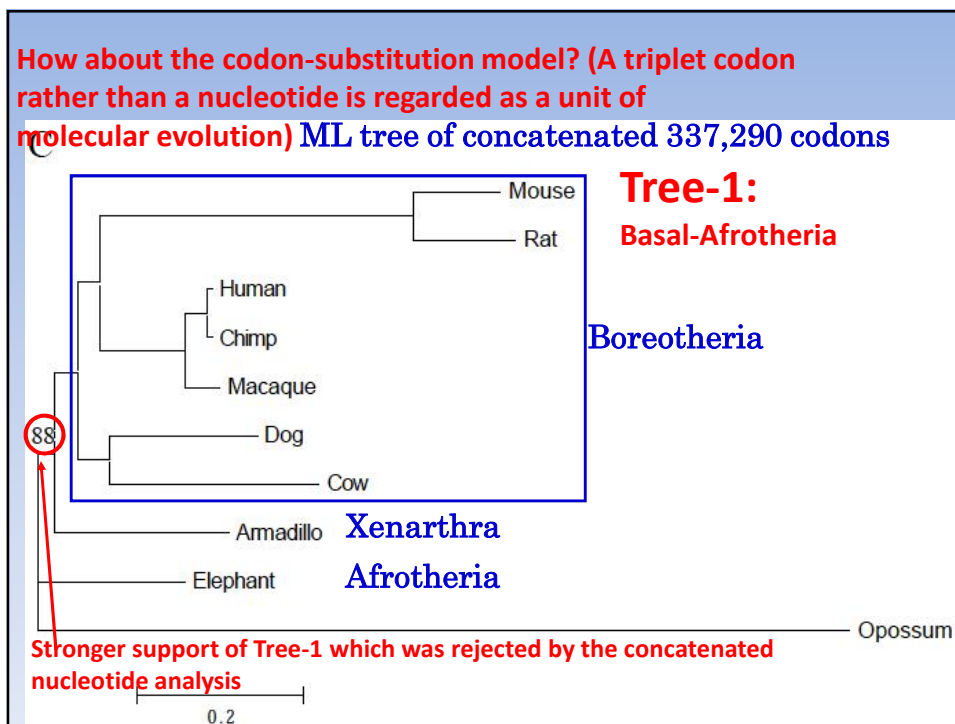 How about the codon-substitution model? (A triplet codon
rather than a nucleotide is regarded as a unit of
molecular evolution) ML tree of concatenated 337,290 codons
C
Tree-1:
Basal-Afrotheria
Mouse
Rat
Human
Chimp
Boreotheria
Macaque
88
Dog
Cow
Armadillo Xenarthra
Elephant Afrotheria
Opossum
Stronger support of Tree-1 which was rejected by the concatenated
nucleotide analysis
0.2